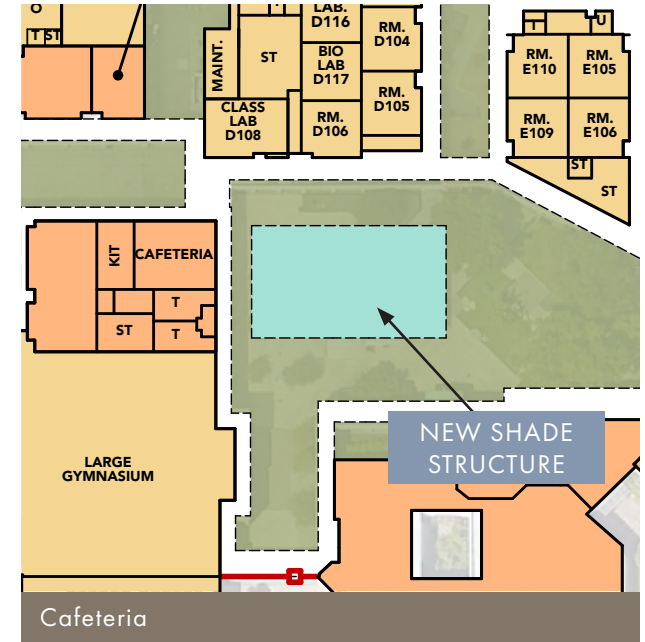 O
T ST
MAINT.
ST
LAB.
D116
BIO
LAB
D117
CLASS
LAB
D108
RM.
D106
RM.
D104
RM.
D105
T
U
RM.
E110
RM.
E105
RM.
E109
RM.
E106
ST
ST
KIT
CAFETERIA
T
ST
T
LARGE
GYMNASIUM
NEW SHADE
STRUCTURE
Cafeteria